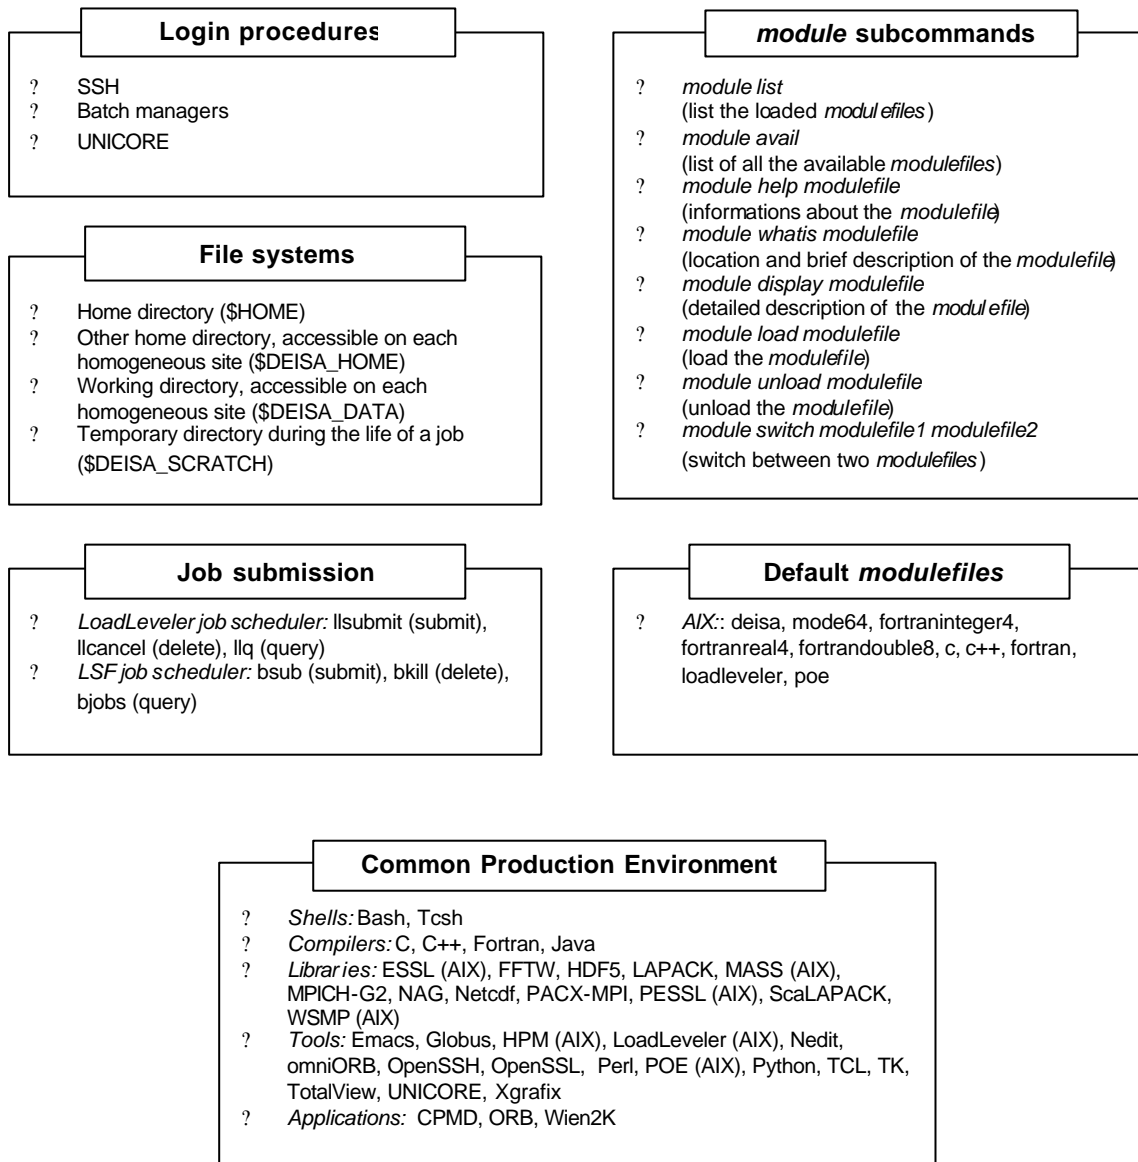 Login procedures
? SSH
? Batch managers
? UNICORE
File systems
? Home directory ($HOME)
? Other home directory, accessible on each
homogeneous site ($DEISA_HOME)
? Working directory, accessible on each
homogeneous site ($DEISA_DATA)
? Temporary directory during the life of a job
($DEISA_SCRATCH)
Job submission
? LoadLeveler job scheduler: llsubmit (submit),
llcancel (delete), llq (query)
? LSF job scheduler: bsub (submit), bkill (delete),
bjobs (query)
module subcommands
? module list
(list the loaded modulefiles)
? module avail
(list of all the available modulefiles)
? module help modulefile
(informations about the modulefile)
? module whatis modulefile
(location and brief description of the modulefile)
? module display modulefile
(detailed description of the modulefile)
? module load modulefile
(load the modulefile)
? module unload modulefile
(unload the modulefile)
? module switch modulefile1 modulefile2
(switch between two modulefiles)
Default modulefiles
? AIX:: deisa, mode64, fortraninteger4,
fortranreal4, fortrandouble8, c, c++, fortran,
loadleveler, poe
Common Production Environment
? Shells: Bash, Tcsh
? Compilers: C, C++, Fortran, Java
? Libraries: ESSL (AIX), FFTW, HDF5, LAPACK, MASS (AIX),
MPICH-G2, NAG, Netcdf, PACX-MPI, PESSL (AIX), ScaLAPACK,
WSMP (AIX)
? Tools: Emacs, Globus, HPM (AIX), LoadLeveler (AIX), Nedit,
omniORB, OpenSSH, OpenSSL, Perl, POE (AIX), Python, TCL, TK,
TotalView, UNICORE, Xgrafix
? Applications: CPMD, ORB, Wien2K